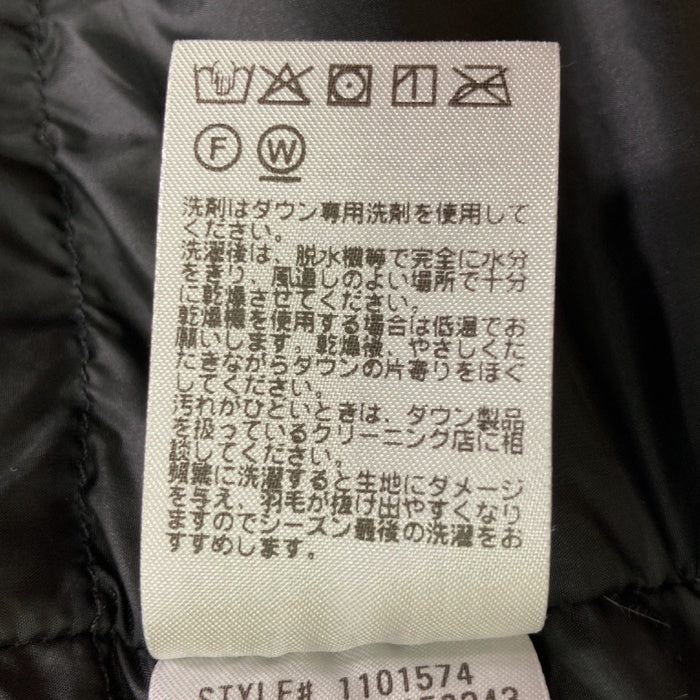 F W
洗剤はダウン専用洗剤を使用して
ください。
洗濯後は、脱水機等で完全に水分
をきり、風通しのよい場所で十分
に乾燥させてください。
乾燥機を使用する場合は低温でお
願いします。乾燥後、やさしくた
たきながらダウンの片寄りをほぐ
してください。
汚れがひどいときは、ダウン製品
を扱っているクリーニング店に相
談してください。
頻繁に洗濯すると生地にダメージ
を与え、羽毛が抜け出やすくなり
ますのでシーズン最後の洗濯をお
すすめします。
STYLE# 1101574